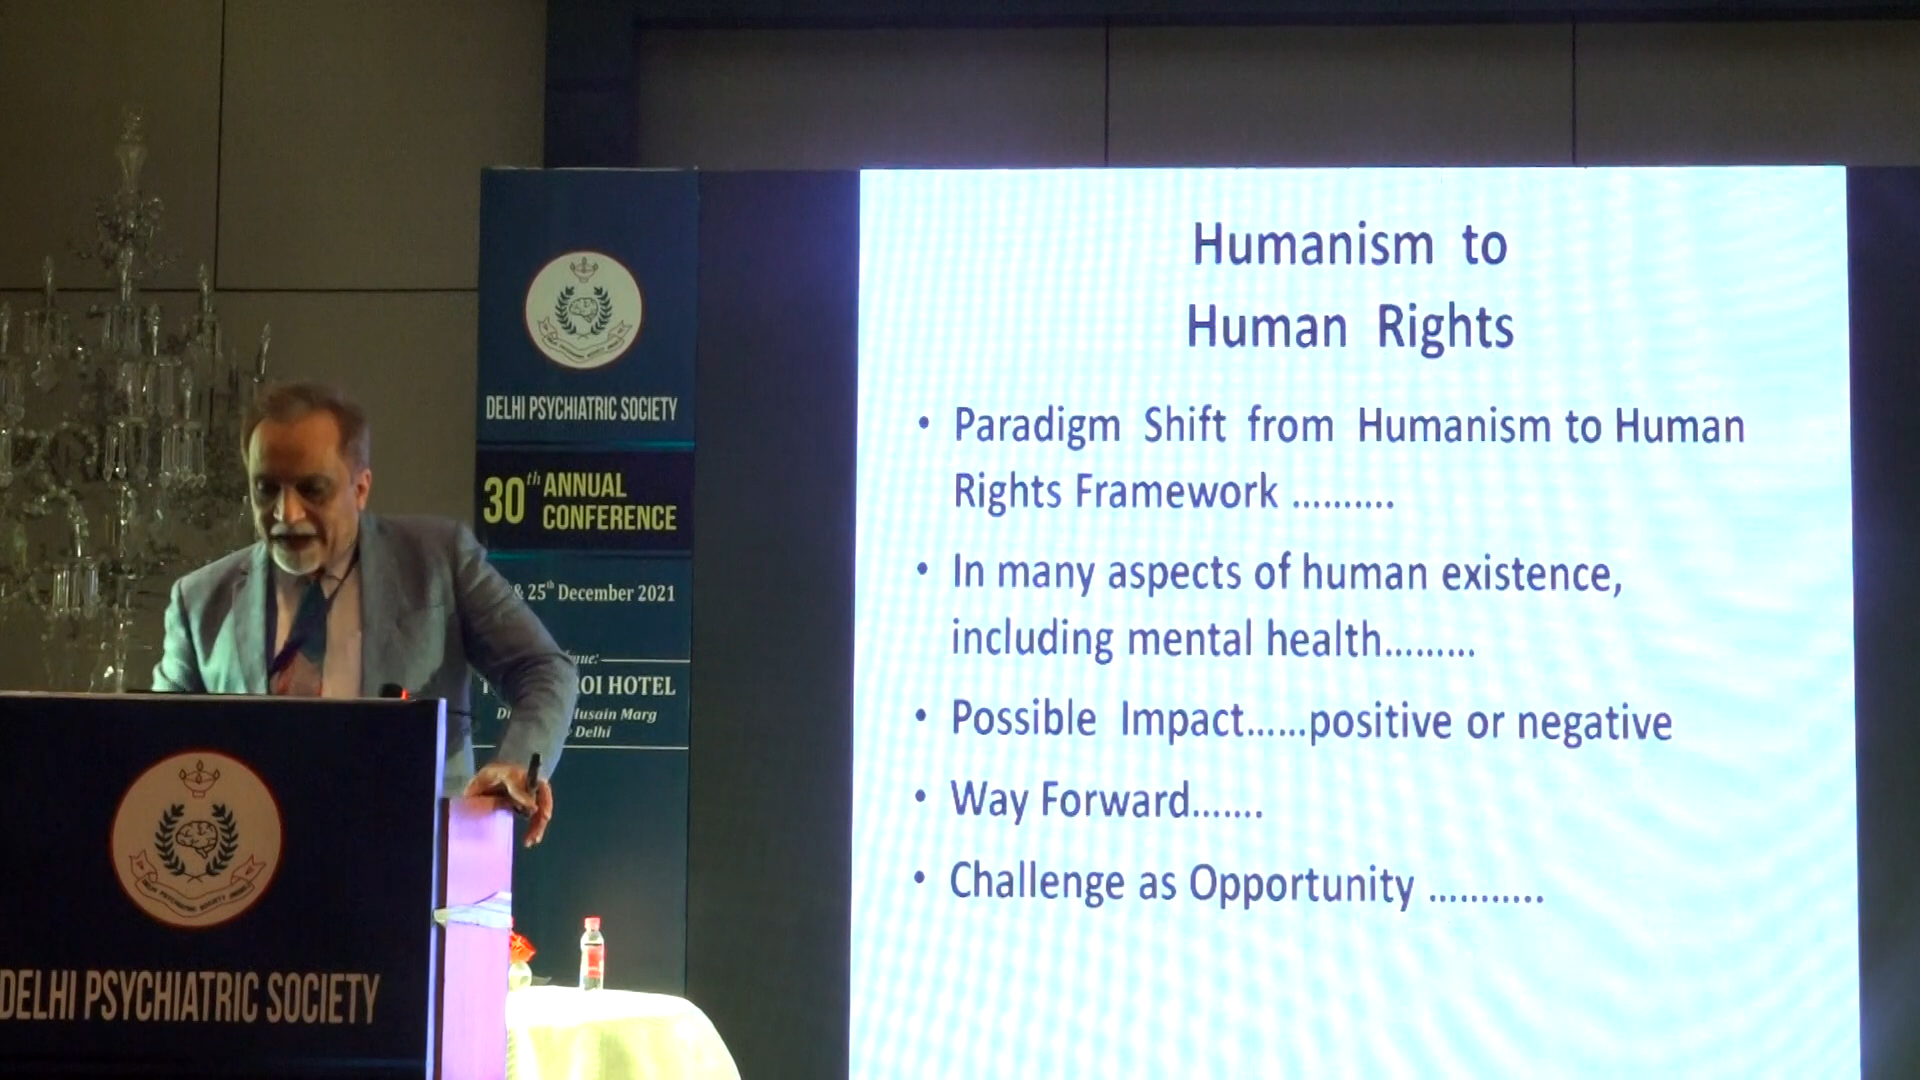 DELHI PSYCHIATRIC SOCIETY
30th ANNUAL
CONFERENCE
& 25th December 2021
OI HOTEL
usain Marg
Delhi
DELHI PSYCHIATRIC SOCIETY
Humanism to
Human Rights
• Paradigm Shift from Humanism to Human
Rights Framework ..........
• In many aspects of human existence,
including mental health.........
• Possible Impact......positive or negative
• Way Forward.......
• Challenge as Opportunity ...........